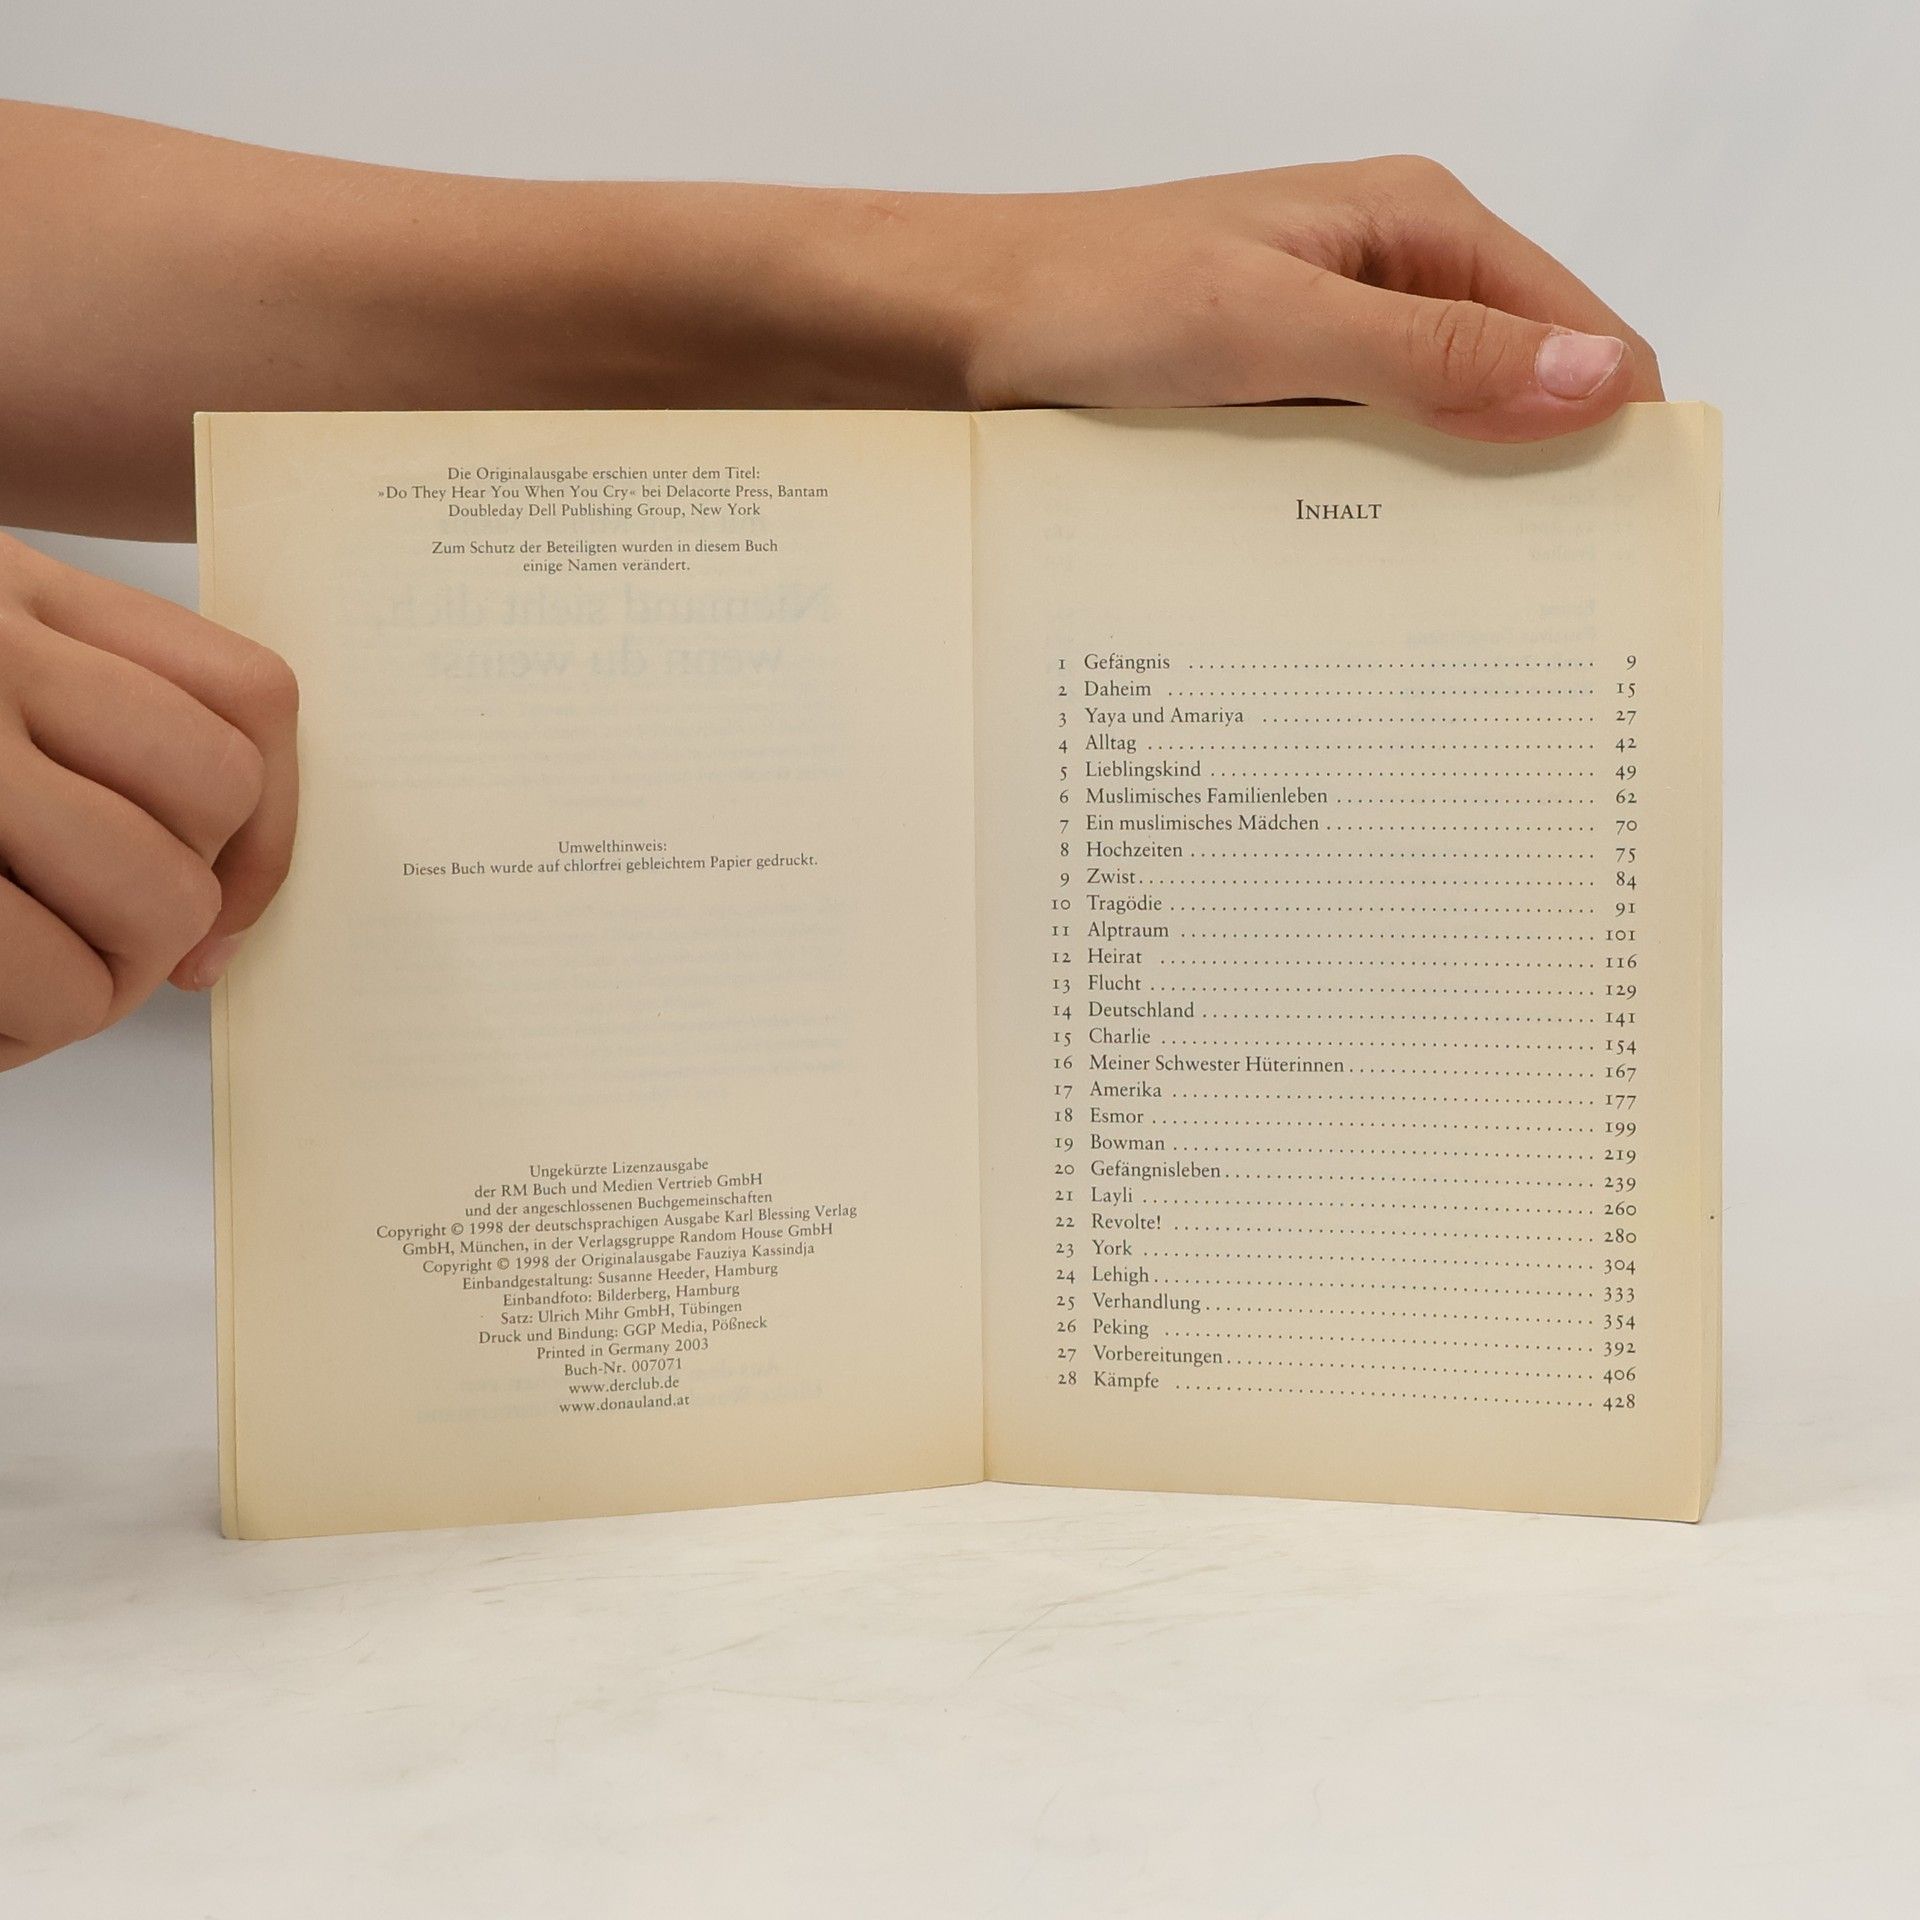 Die Originalausgabe erschien unter dem Titel:
»Do They Hear You When You Cry« bei Delacorte Press, Bantam
Doubleday Dell Publishing Group, New York
Zum Schutz der Beteiligten wurden in diesem Buch
einige Namen verändert.
Umwelthinweis:
Dieses Buch wurde auf chlorfrei gebleichtem Papier gedruckt.
Ungekürzte Lizenzausgabe
der RM Buch und Medien Vertrieb GmbH
und der angeschlossenen Buchgemeinschaften
Copyright © 1998 der deutschsprachigen Ausgabe Karl Blessing Verlag
GmbH, München, in der Verlagsgruppe Random House GmbH
Copyright © 1998 der Originalausgabe Fauziya Kassindja
Einbandgestaltung: Susanne Heeder, Hamburg
Einbandfoto: Bilderberg, Hamburg
Satz: Ulrich Mihr GmbH, Tübingen
Druck und Bindung: GGP Media, Pößneck
Printed in Germany 2003
Buch-Nr. 007071
www.derclub.de
www.donauland.at
INHALT
1 Gefängnis 9
2 Daheim 15
3 Yaya und Amariya 27
4 Alltag 42
5 Lieblingskind 49
6 Muslimisches Familienleben 62
7 Ein muslimisches Mädchen 70
8 Hochzeiten 75
9 Zwist 84
10 Tragödie 91
11 Alptraum 101
12 Heirat 116
13 Flucht 129
14 Deutschland 141
15 Charlie 154
16 Meiner Schwester Hüterinnen 167
17 Amerika 177
18 Esmor 199
19 Bowman 219
20 Gefängnisleben 239
21 Layli 260
22 Revolte! 280
23 York 304
24 Lehigh 333
25 Verhandlung 354
26 Peking 392
27 Vorbereitungen 406
28 Kämpfe 428